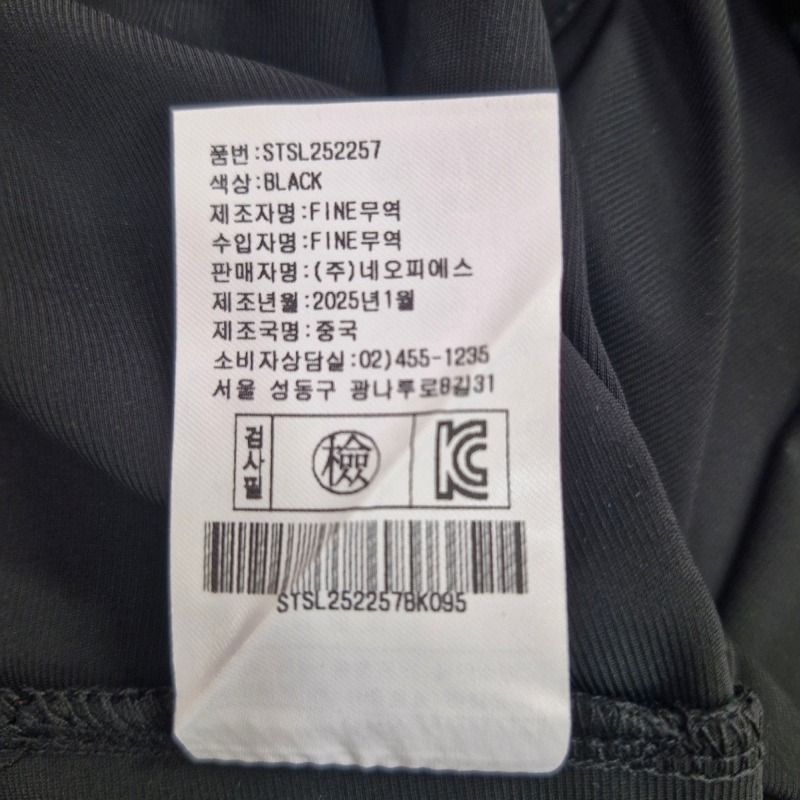 품번:STSL252257
색상:BLACK
제조자명:FINE무역
수입자명:FINE무역
판매자명:(주)네오피에스
제조년월:2025년1월
제조국명:중국
소비자상담실:02)455-1235
서울 성동구 광나루로8길31
검사필 檢 KC
STSL252257BK095